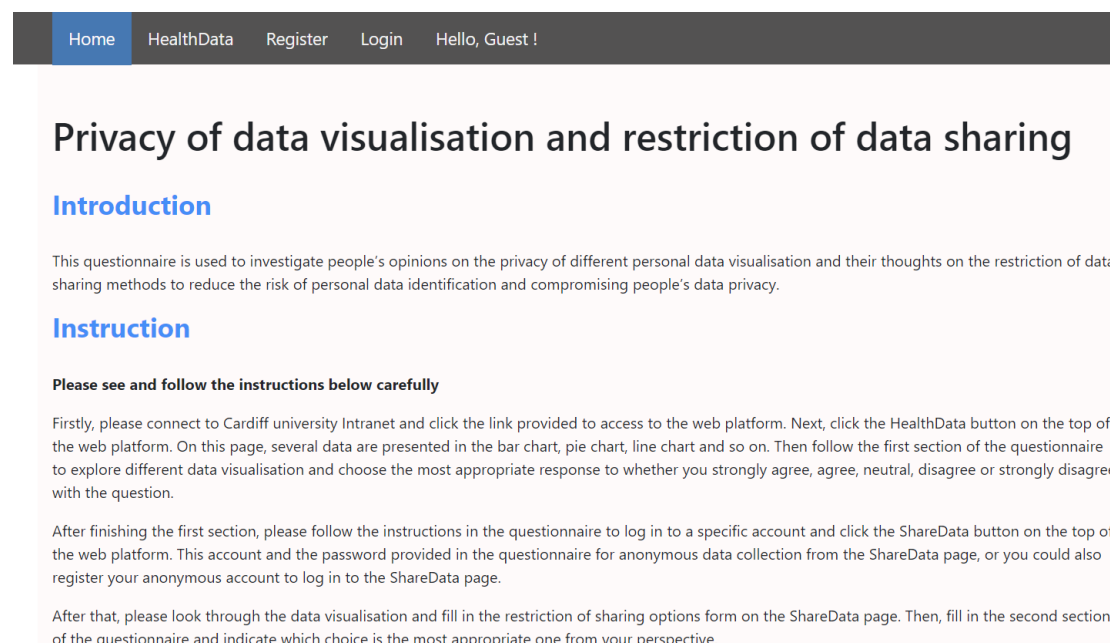 Home HealthData Register Login Hello, Guest !
Privacy of data visualisation and restriction of data sharing
Introduction
This questionnaire is used to investigate people's opinions on the privacy of different personal data visualisation and their thoughts on the restriction of data
sharing methods to reduce the risk of personal data identification and compromising people's data privacy.
Instruction
Please see and follow the instructions below carefully
Firstly, please connect to Cardiff university Intranet and click the link provided to access to the web platform. Next, click the HealthData button on the top of
the web platform. On this page, several data are presented in the bar chart, pie chart, line chart and so on. Then follow the first section of the questionnaire
to explore different data visualisation and choose the most appropriate response to whether you strongly agree, agree, neutral, disagree or strongly disagree
with the question.
After finishing the first section, please follow the instructions in the questionnaire to log in to a specific account and click the ShareData button on the top of
the web platform. This account and the password provided in the questionnaire for anonymous data collection from the ShareData page, or you could also
register your anonymous account to log in to the ShareData page.
After that, please look through the data visualisation and fill in the restriction of sharing options form on the ShareData page. Then, fill in the second section
of the questionnaire and indicate which choice is the most appropriate one from your perspective.